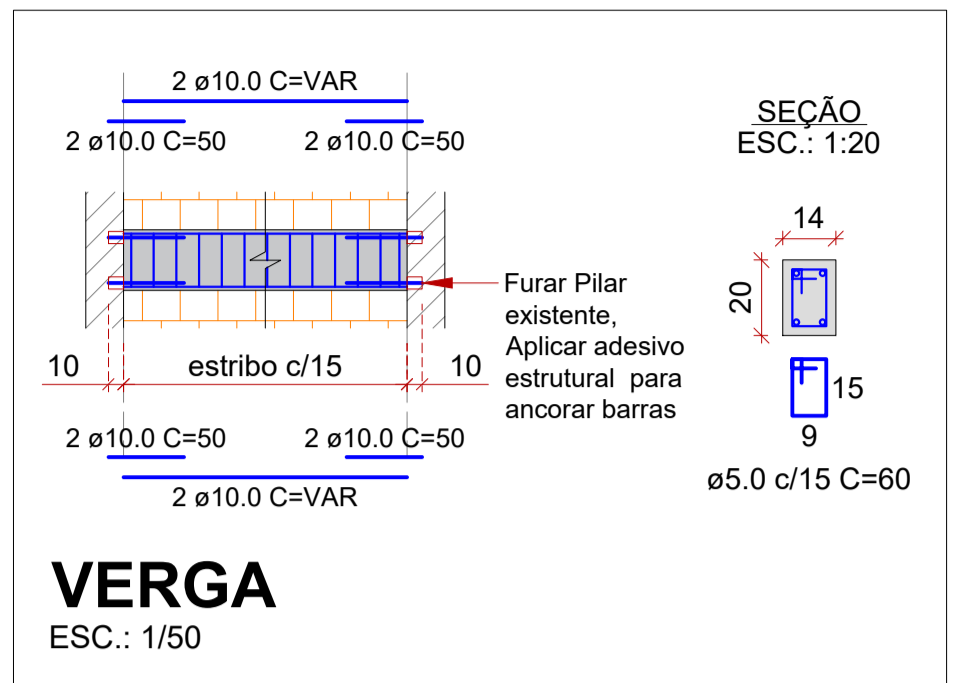 2 ø10.0 C=VAR
2 ø10.0 C=50
2 ø10.0 C=50
SEÇÃO
ESC.: 1:20
14
20
Furar Pilar
existente,
Aplicar adesivo
estrutural para
ancorar barras
10
estribo c/15
10
15
9
ø5.0 c/15 C=60
2 ø10.0 C=50
2 ø10.0 C=50
2 ø10.0 C=VAR
VERGA
ESC.: 1/50